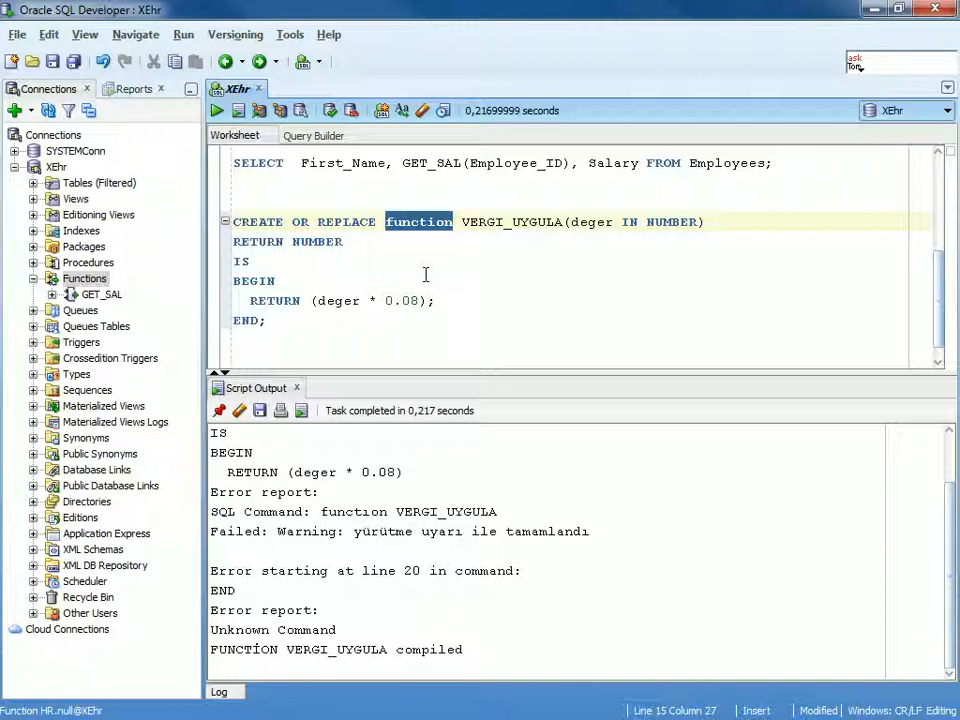 Oracle SQL Developer : XEhr
File Edit View Navigate Run Versioning Tools Help
ask
Tom
Connections
Reports
XEhr
0,21699999 seconds
XEhr
Worksheet
Query Builder
Connections
SYSTEMConn
XEhr
Tables (Filtered)
Views
Editioning Views
Indexes
Packages
Procedures
Functions
GET_SAL
Queues
Queues Tables
Triggers
Crossedition Triggers
Types
Sequences
Materialized Views
Materialized Views Logs
Synonyms
Public Synonyms
Database Links
Public Database Links
Directories
Editions
Application Express
XML Schemas
XML DB Repository
Scheduler
Recycle Bin
Other Users
Cloud Connections
SELECT First_Name, GET_SAL(Employee_ID), Salary FROM Employees;
CREATE OR REPLACE function VERGI_UYGULA(deger IN NUMBER)
RETURN NUMBER
IS
BEGIN
RETURN (deger * 0.08);
END;
Script Output
Task completed in 0,217 seconds
IS
BEGIN
RETURN (deger * 0.08)
Error report:
SQL Command: functıon VERGI_UYGULA
Failed: Warning: yürütme uyarı ile tamamlandı
Error starting at line 20 in command:
END
Error report:
Unknown Command
FUNCTİON VERGI_UYGULA compiled
Log
Function HR.null@XEhr
Line 15 Column 27
Insert
Modified
Windows: CR/LF Editing